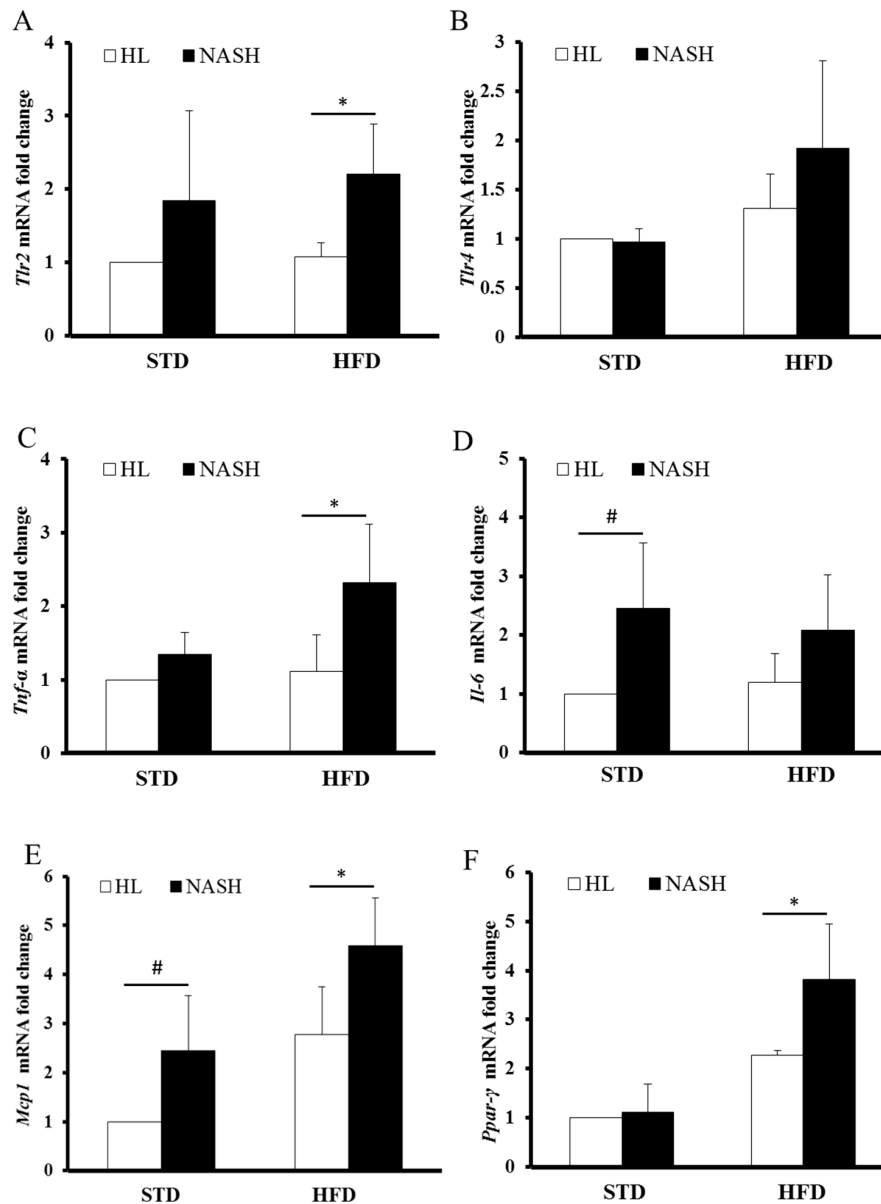 A
HL NASH
Tlr2 mRNA fold change
4
3
2
1
0
*
STD HFD
B
HL NASH
Tlr4 mRNA fold change
3
2.5
2
1.5
1
0.5
0
STD HFD
C
HL NASH
Tnf-α mRNA fold change
4
3
2
1
0
*
STD HFD
D
HL NASH
Il-6 mRNA fold change
5
4
3
2
1
0
#
STD HFD
E
HL NASH
Mcp1 mRNA fold change
6
5
4
3
2
1
0
#
*
STD HFD
F
HL NASH
Ppar-γ mRNA fold change
6
5
4
3
2
1
0
*
STD HFD